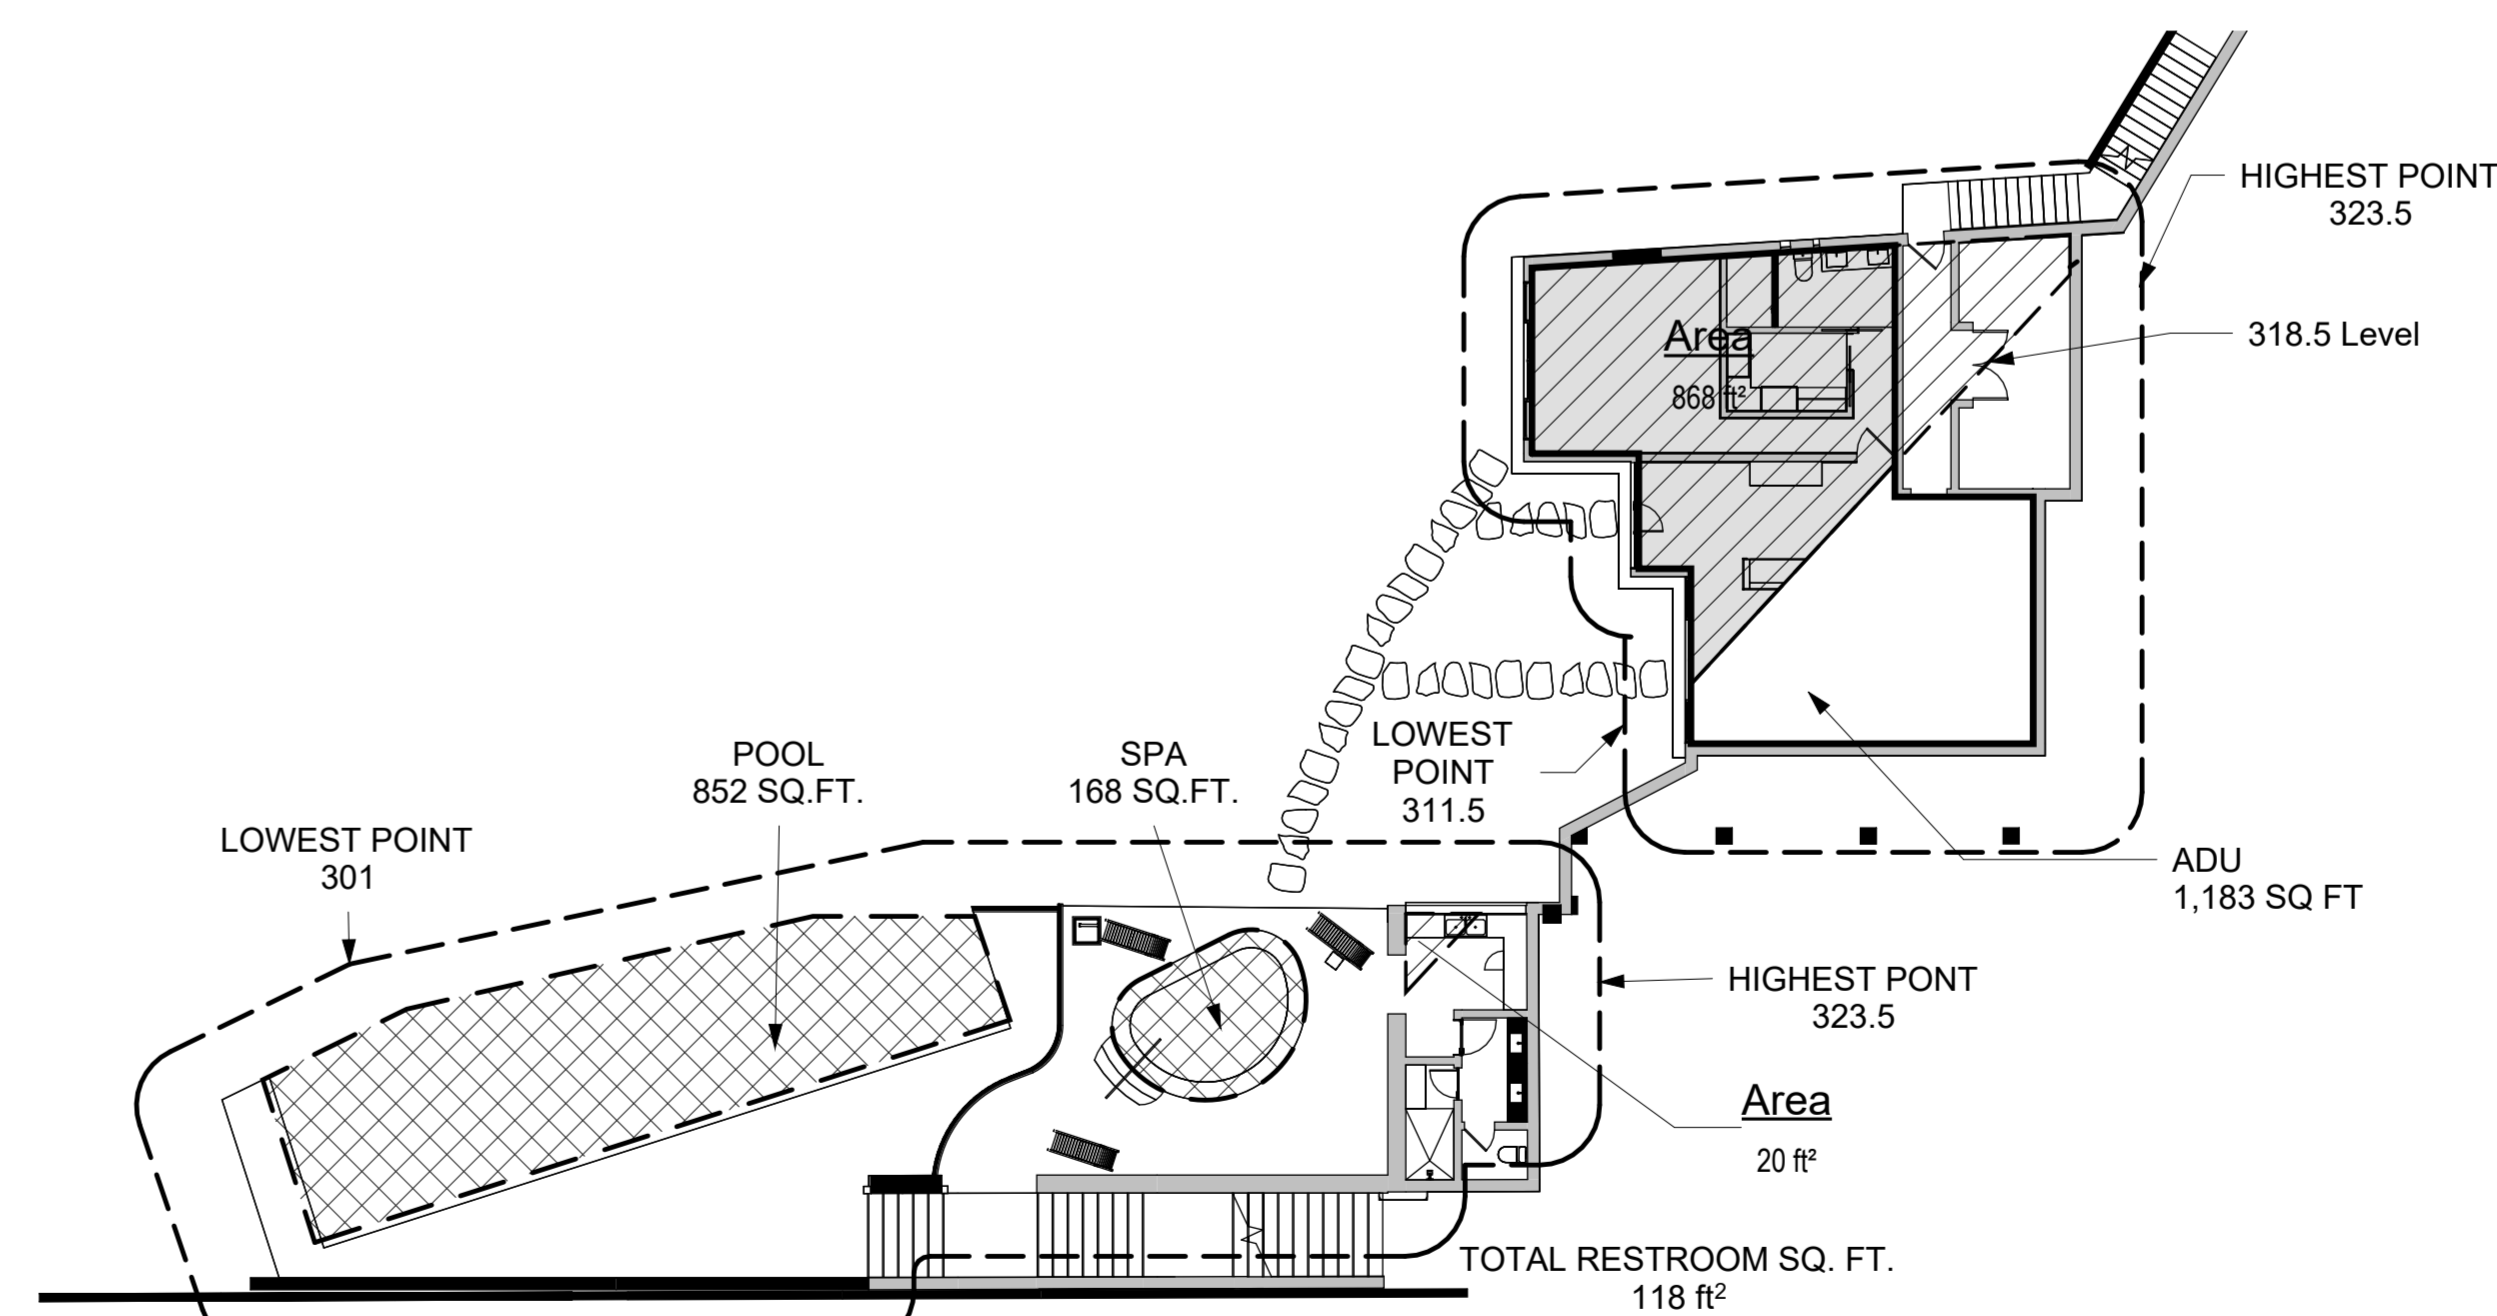 HIGHEST POINT
323.5
318.5 Level
Area
868 ft²
LOWEST
POINT
311.5
POOL
852 SQ.FT.
SPA
168 SQ.FT.
LOWEST POINT
301
ADU
1,183 SQ FT
HIGHEST PONT
323.5
Area
20 ft²
TOTAL RESTROOM SQ. FT.
118 ft²